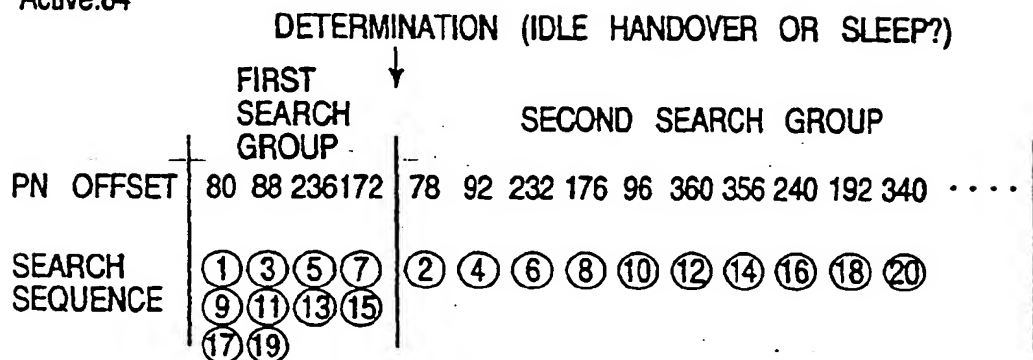 Active:84
DETERMINATION (IDLE HANDOVER OR SLEEP?)
FIRST
SEARCH
GROUP
SECOND SEARCH GROUP
PN OFFSET 80 88 236 172 78 92 232 176 96 360 356 240 192 340 ····
SEARCH
SEQUENCE
① ③ ⑤ ⑦ ② ④ ⑥ ⑧ ⑩ ⑫ ⑭ ⑯ ⑱ ⑳
⑨ ⑪ ⑬ ⑮
⑰ ⑲